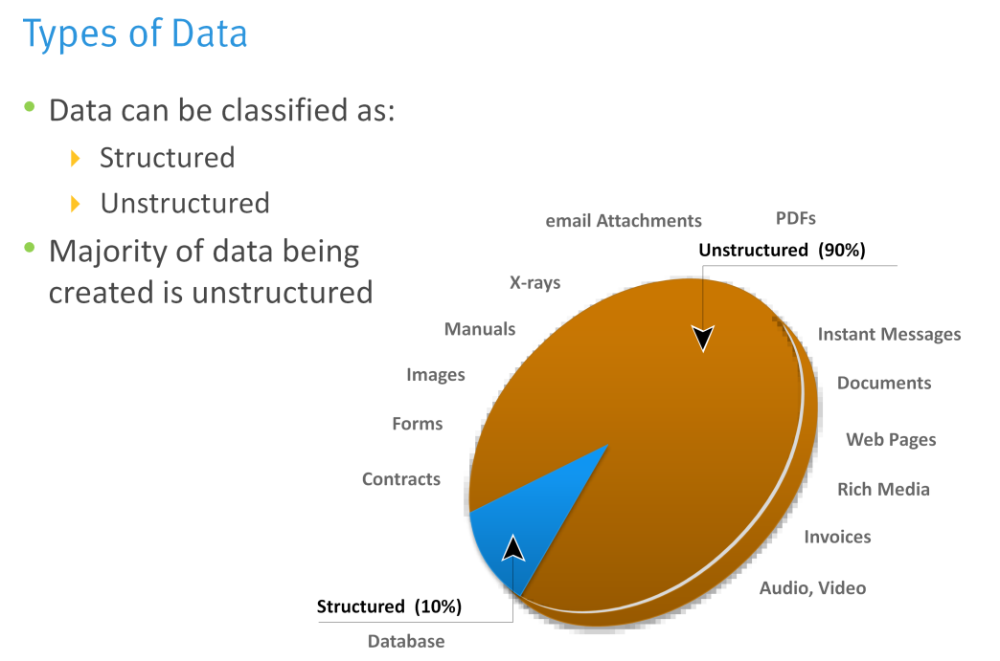 Types of Data
Data can be classified as:
Structured
Unstructured
Majority of data being
created is unstructured
email Attachments
PDFs
Unstructured (90%)
X-rays
Manuals
Instant Messages
Images
Documents
Forms
Web Pages
Contracts
Rich Media
Invoices
Audio, Video
Structured (10%)
Database